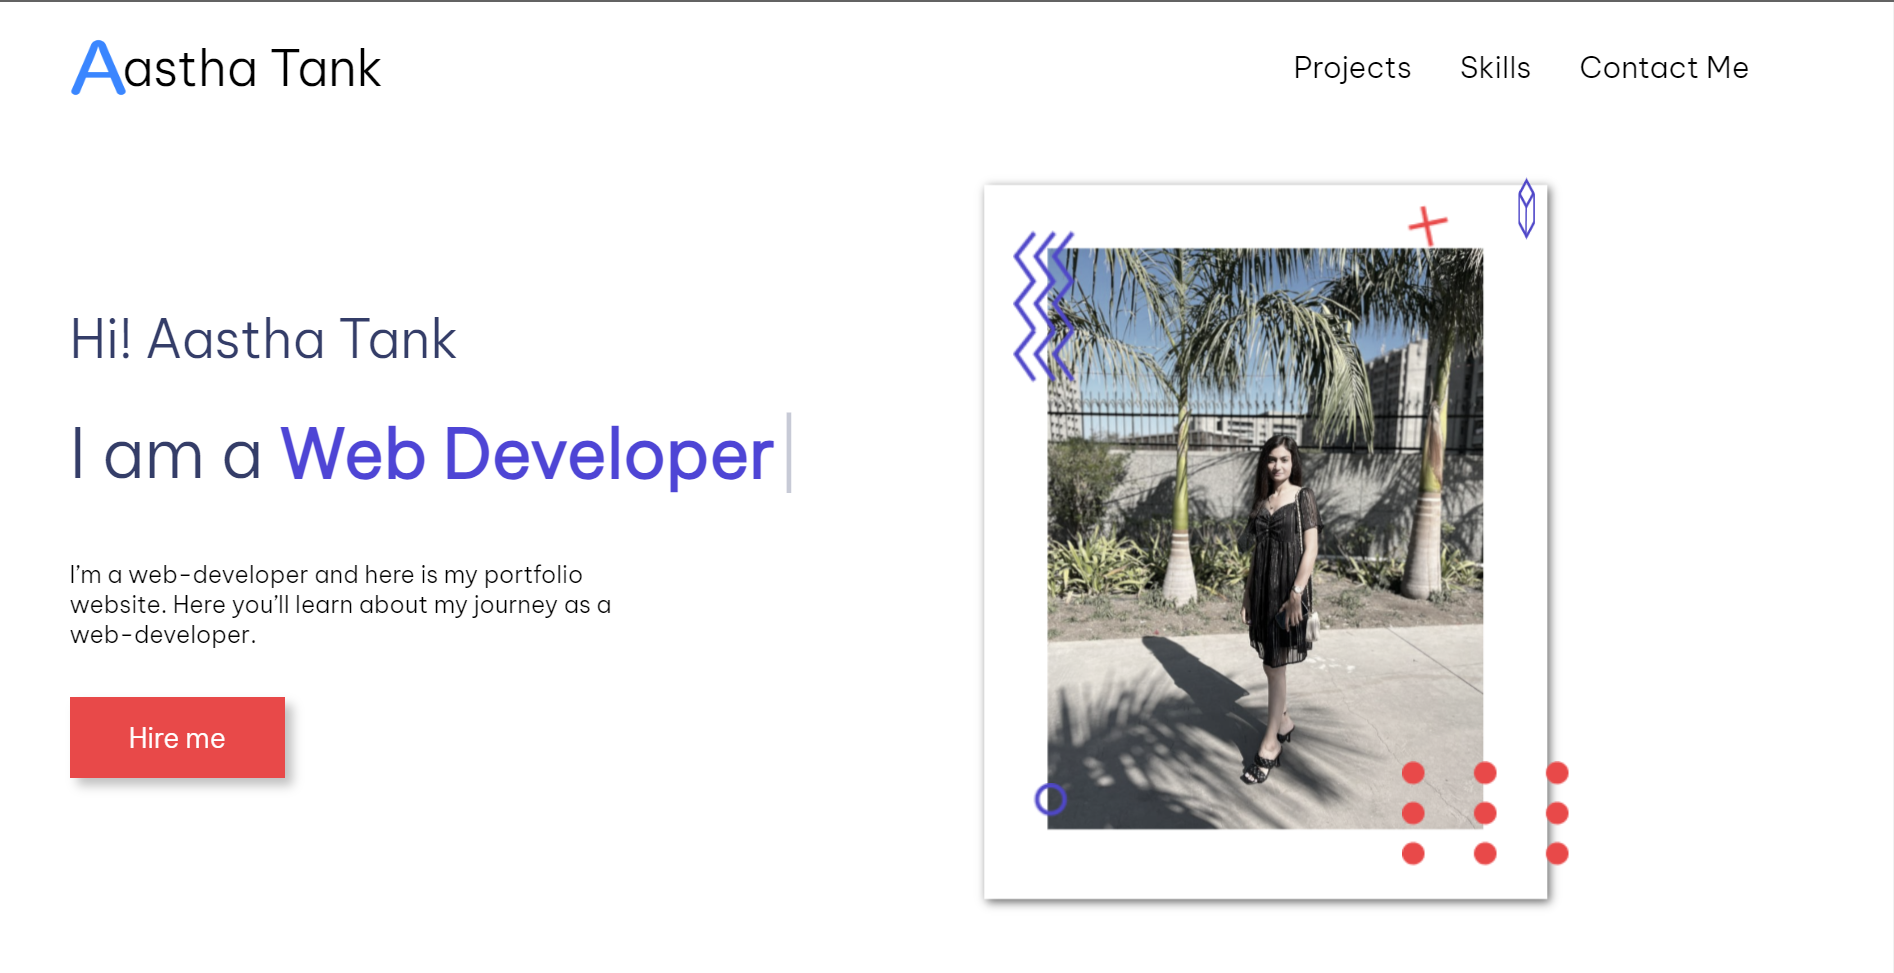 Aastha Tank
Projects
Skills
Contact Me
Hi! Aastha Tank
I am a Web Developer
I’m a web-developer and here is my portfolio
website. Here you’ll learn about my journey as a
web-developer.
Hire me